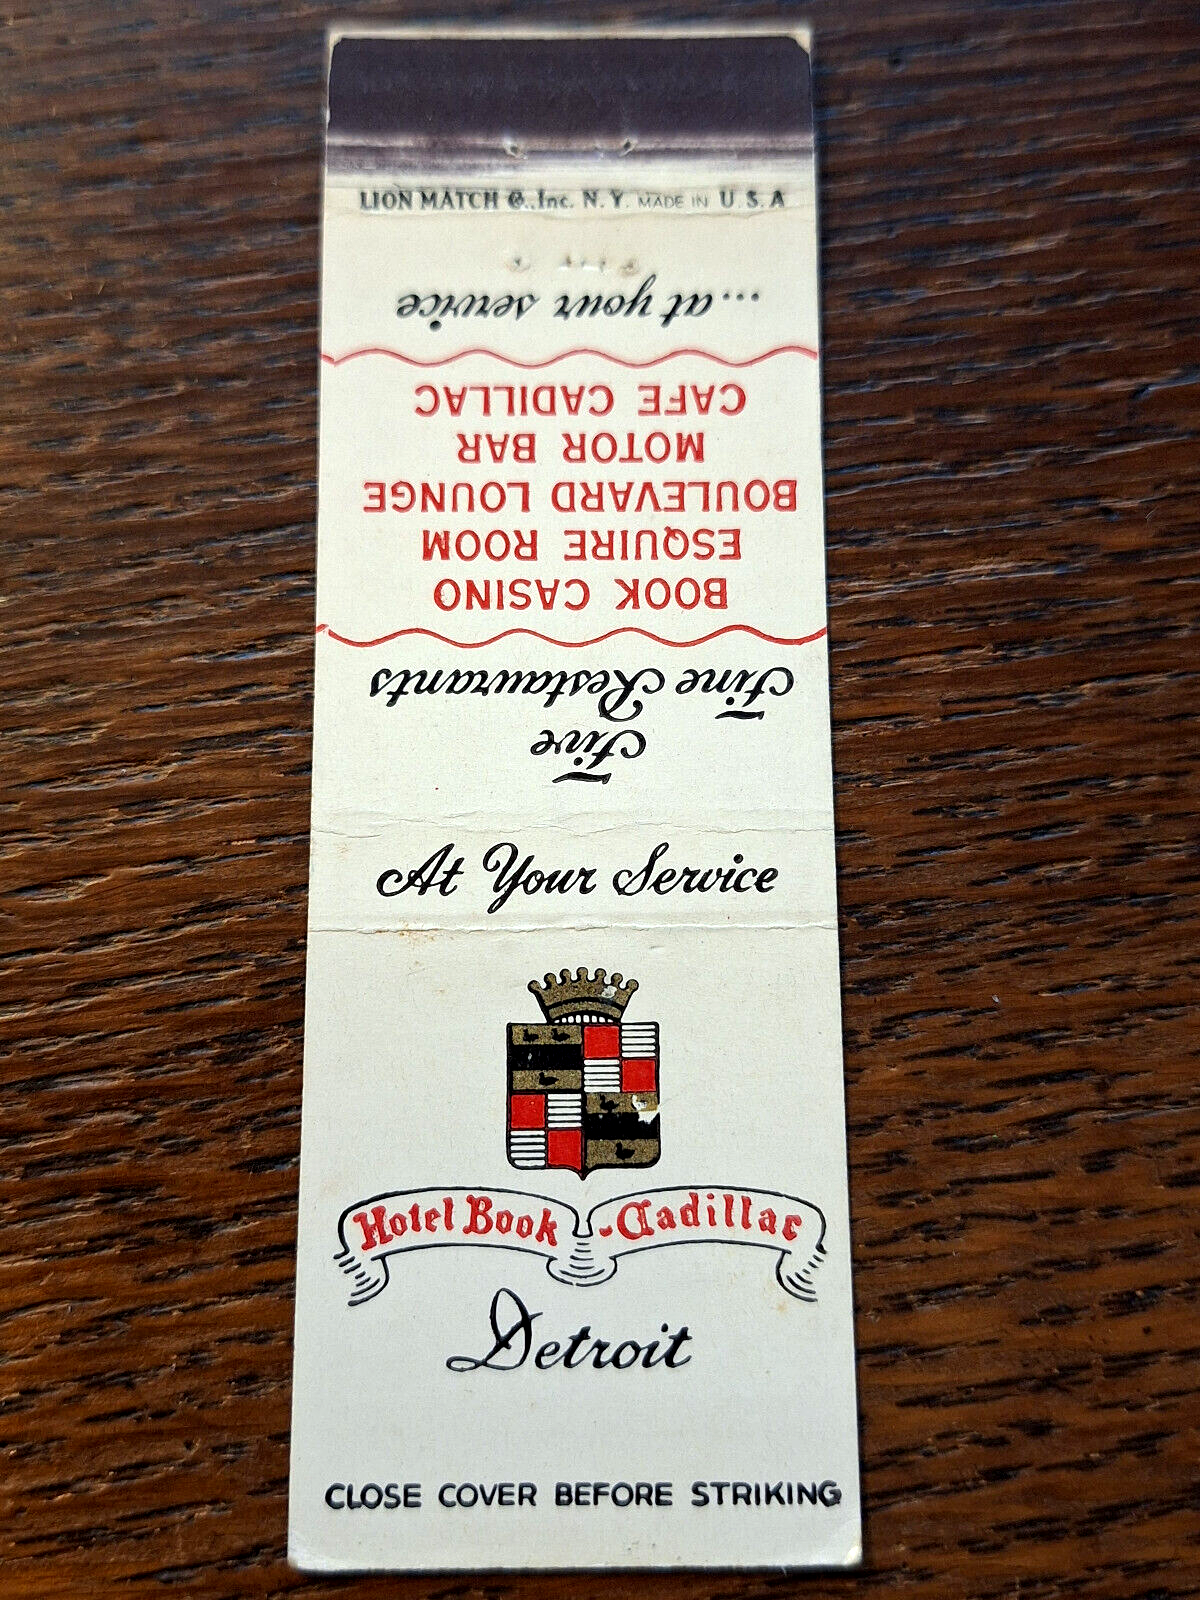 LION MATCH CO., Inc. N.Y. MADE IN U.S.A
Five
Fine Restaurants
BOOK CASINO
ESQUIRE ROOM
BOULEVARD LOUNGE
MOTOR BAR
CAFE CADILLAC
...at your service
At Your Service
Hotel Book-Cadillac
Detroit
CLOSE COVER BEFORE STRIKING